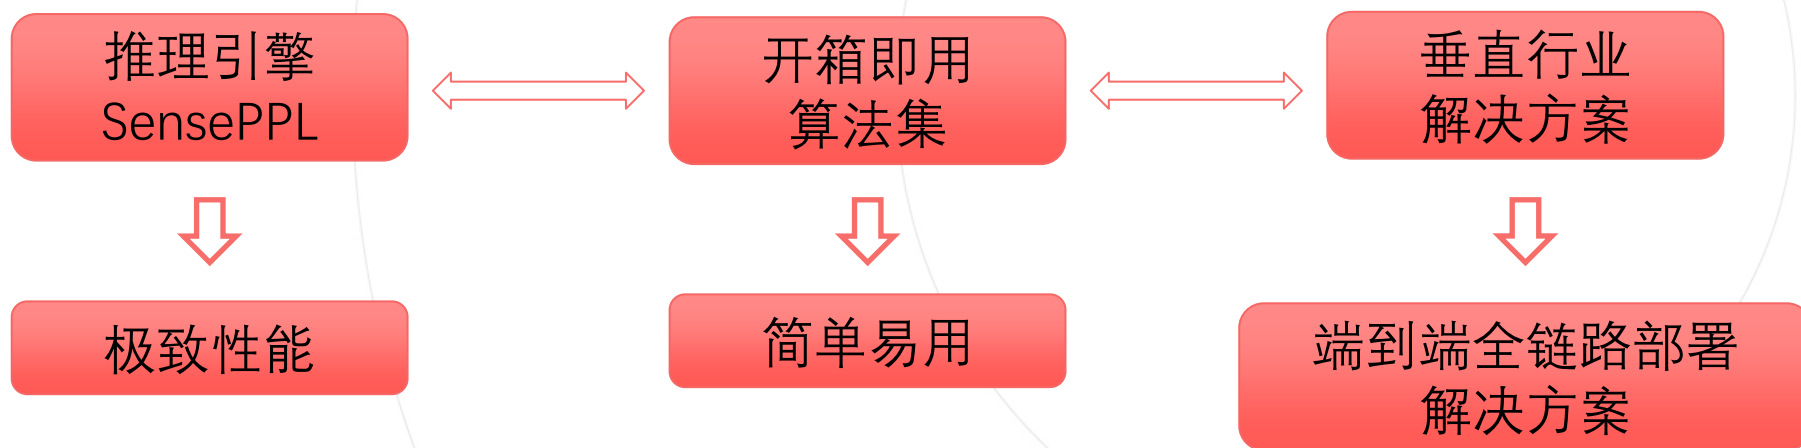 推理引擎
SensePPL
开箱即用
算法集
垂直行业
解决方案
极致性能
简单易用
端到端全链路部署
解决方案